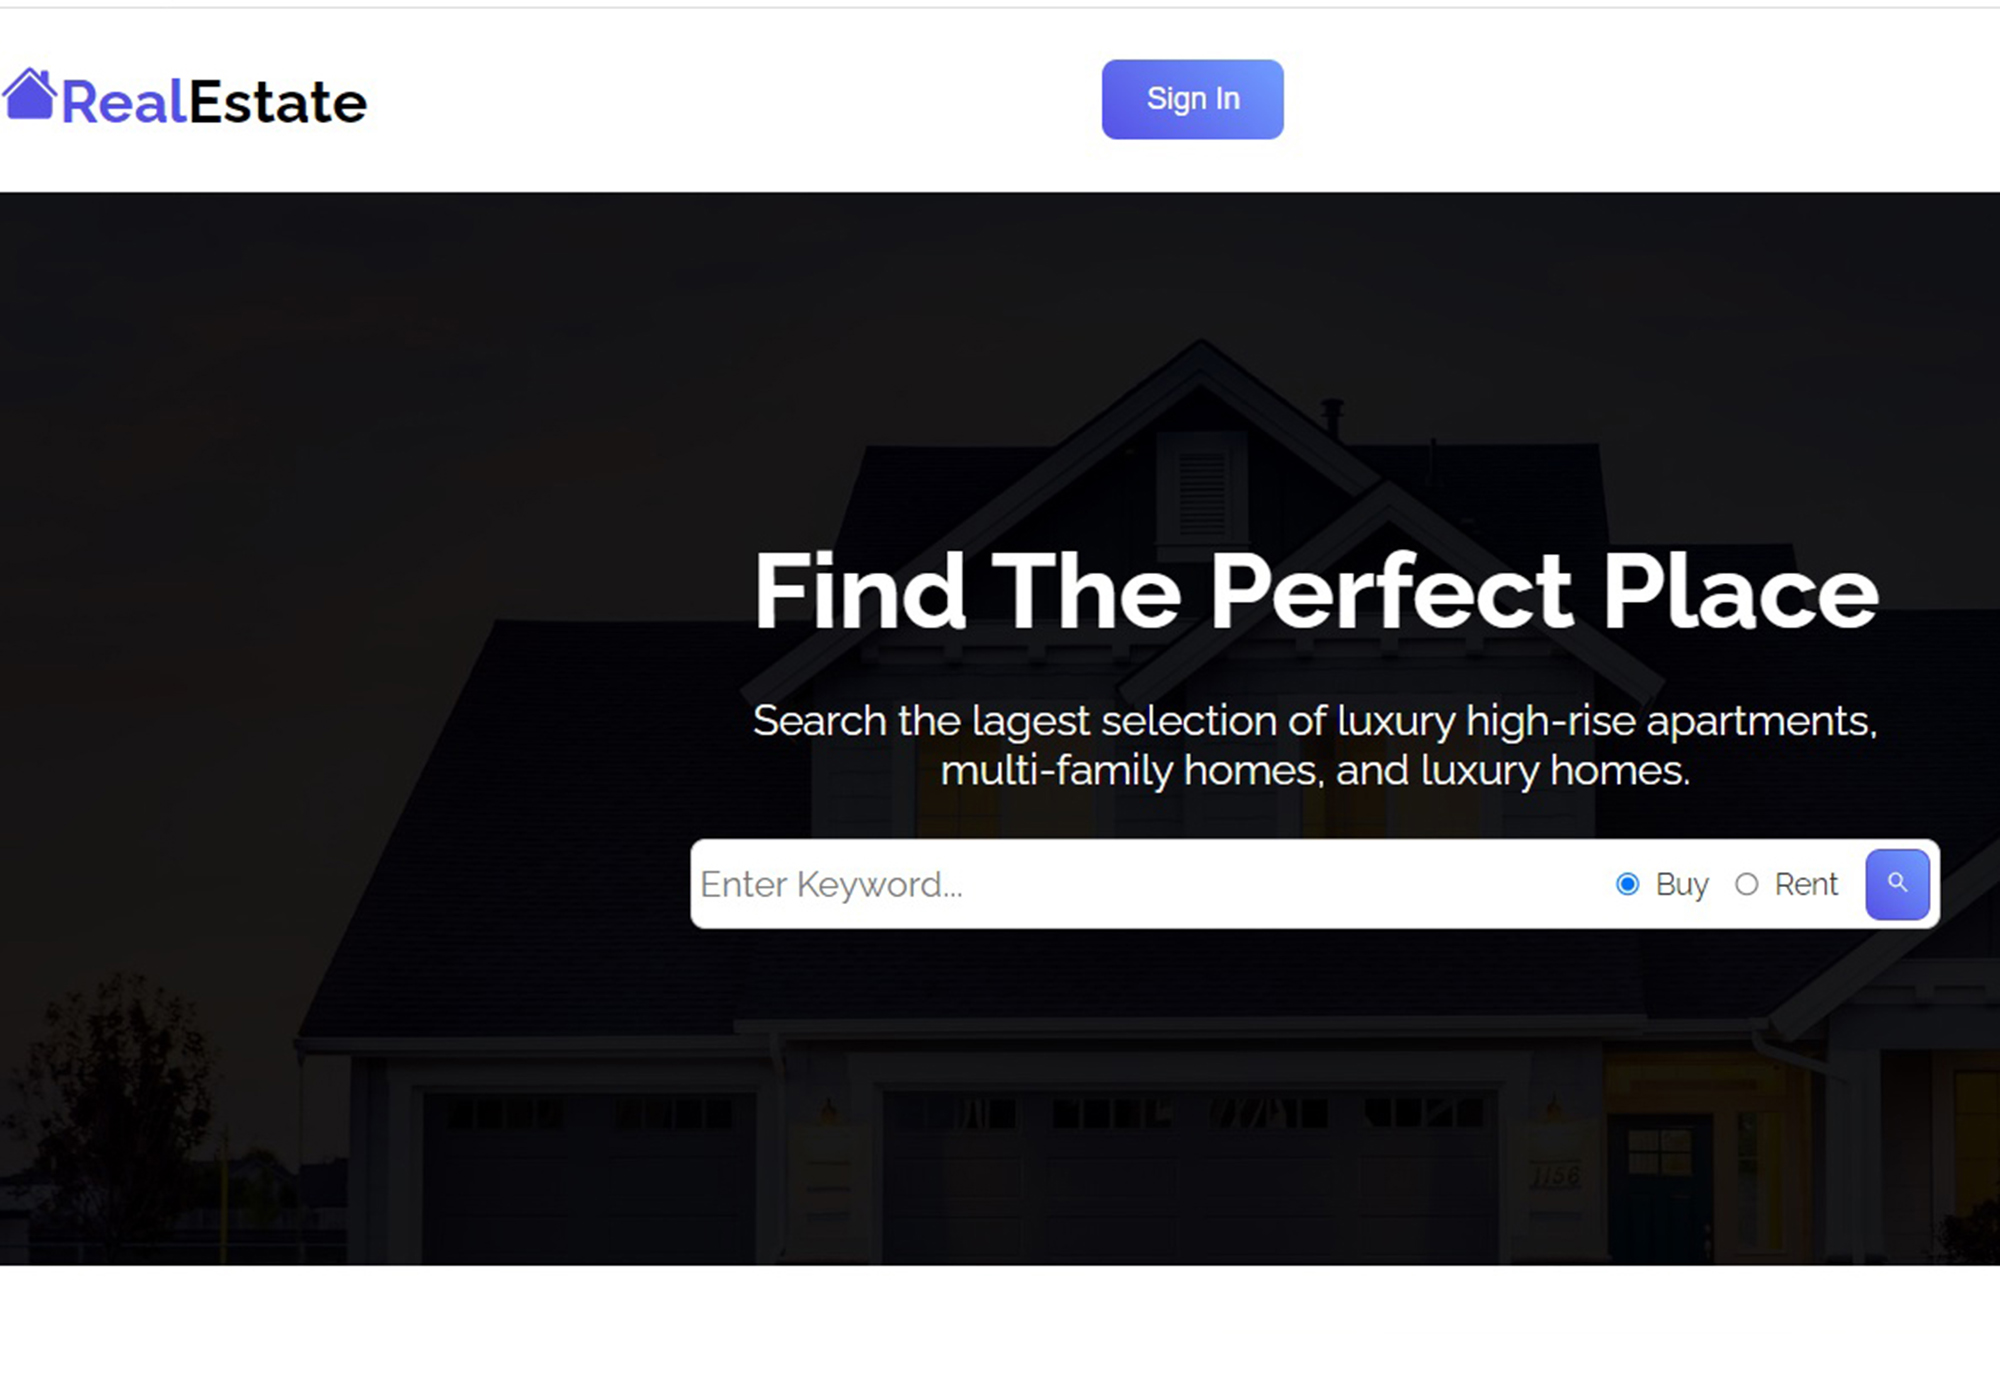 RealEstate
Sign In
Find The Perfect Place
Search the lagest selection of luxury high-rise apartments,
multi-family homes, and luxury homes.
Enter Keyword...
Buy
Rent
1156